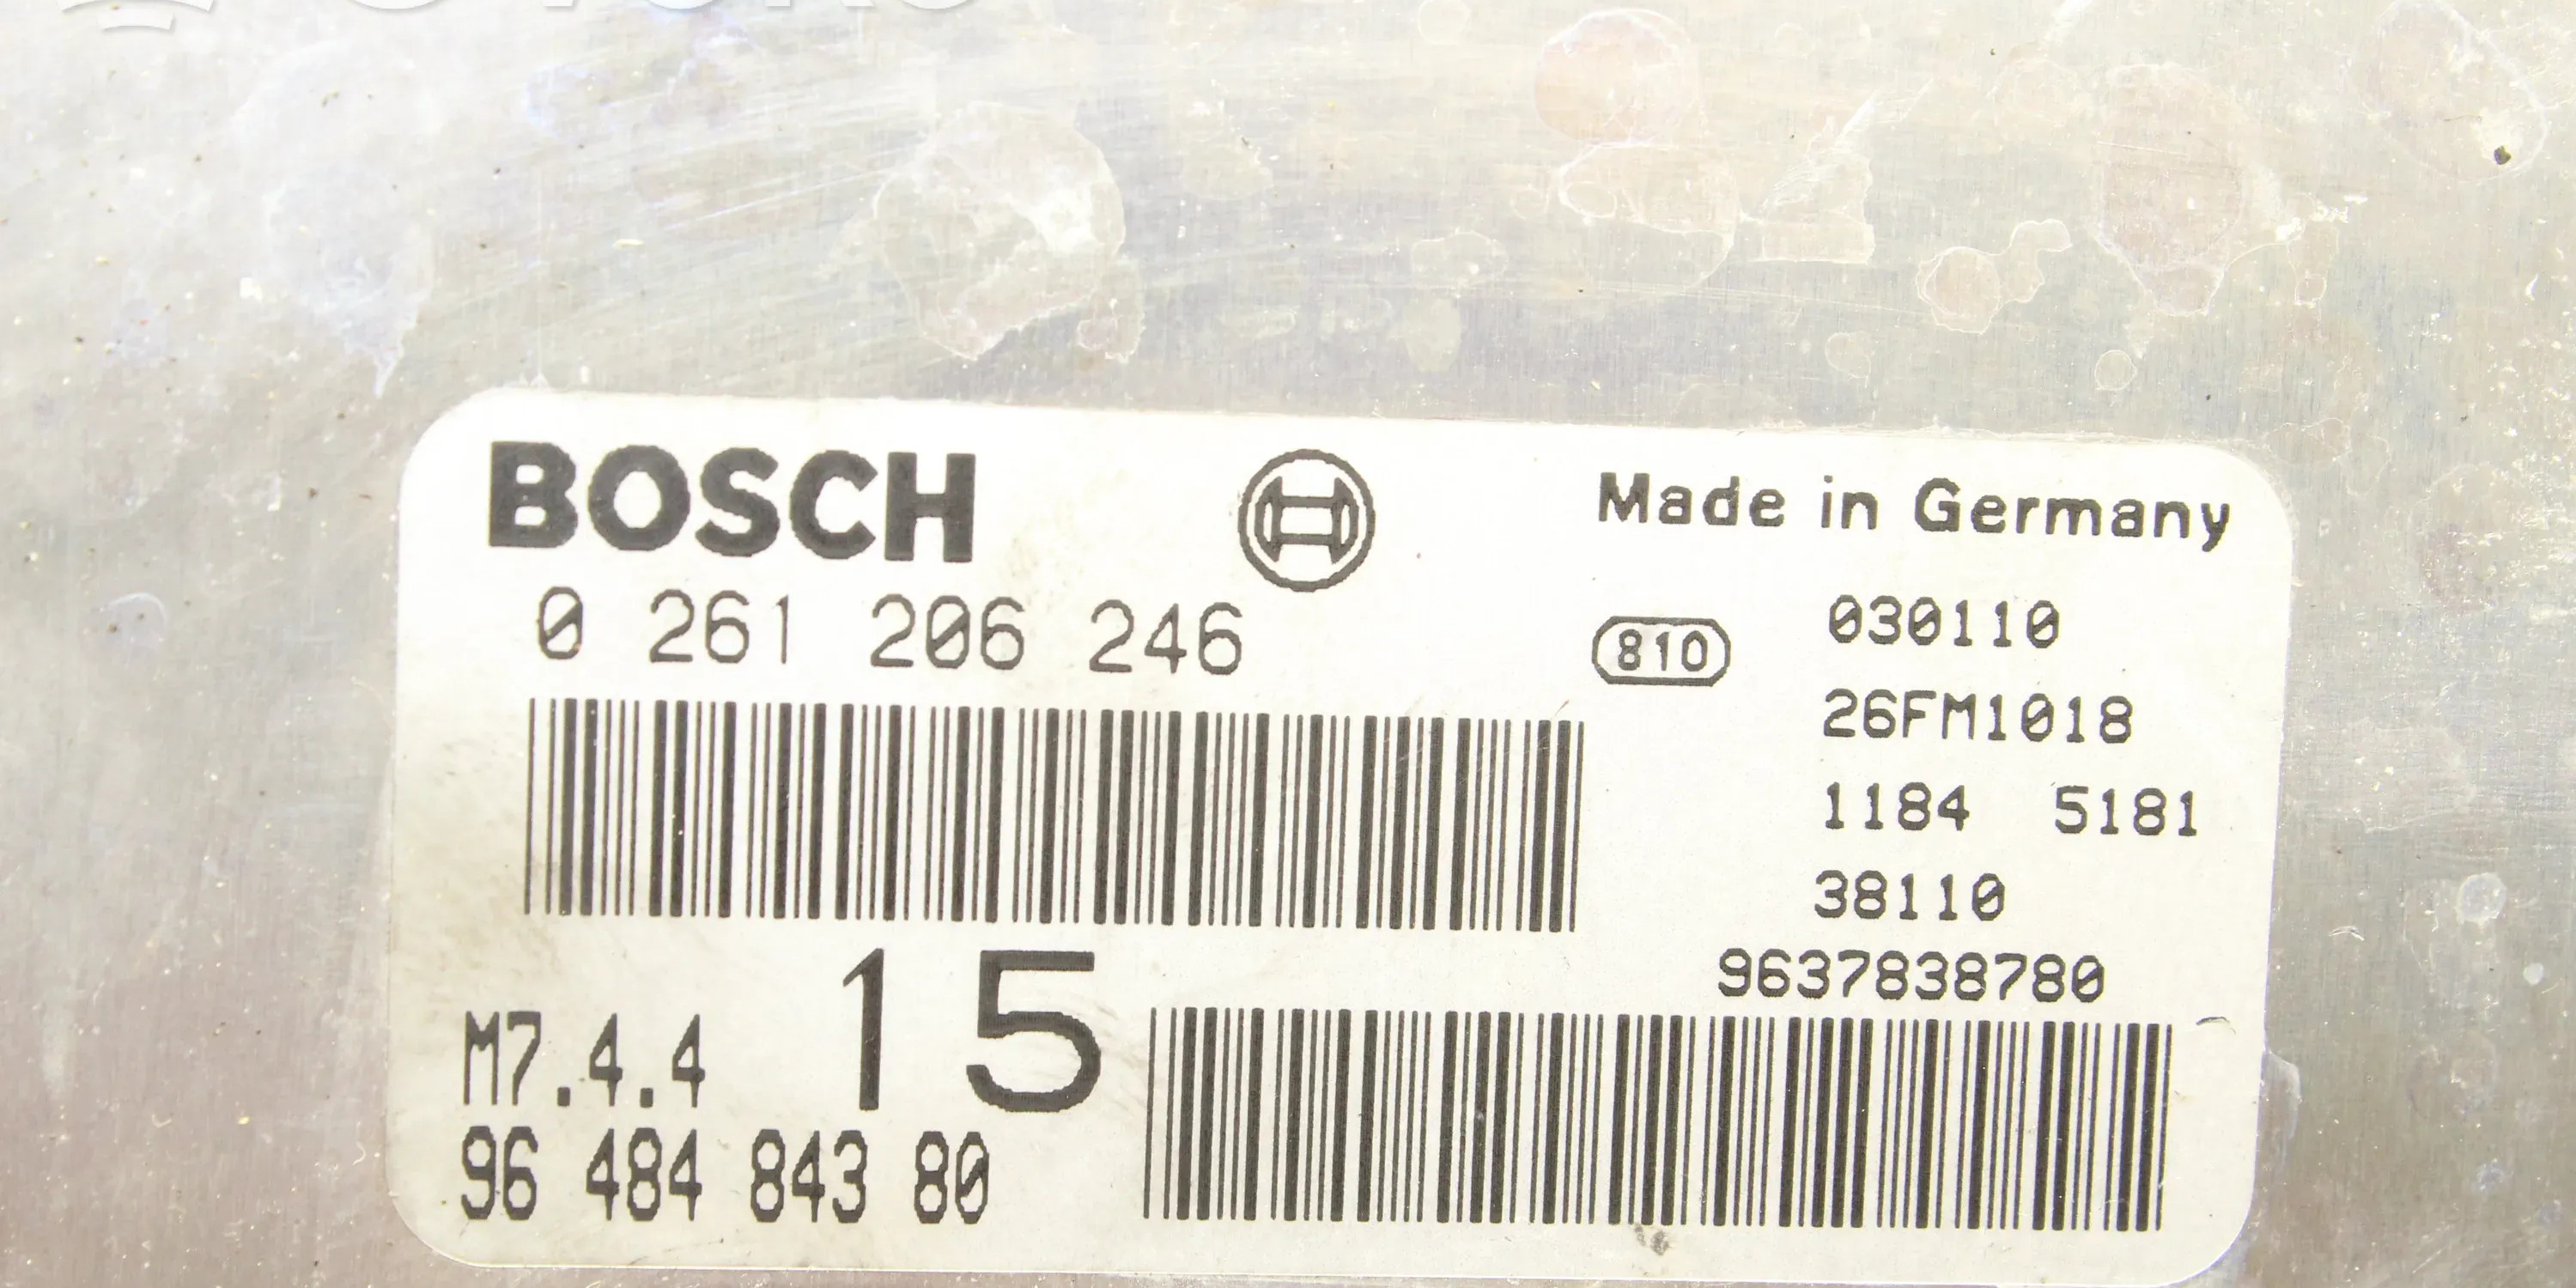 BOSCH
Made in Germany
0 261 206 246
810
030110
26FM1018
1184 5181
38110
9637838780
M7.4.4
15
96 484 843 80